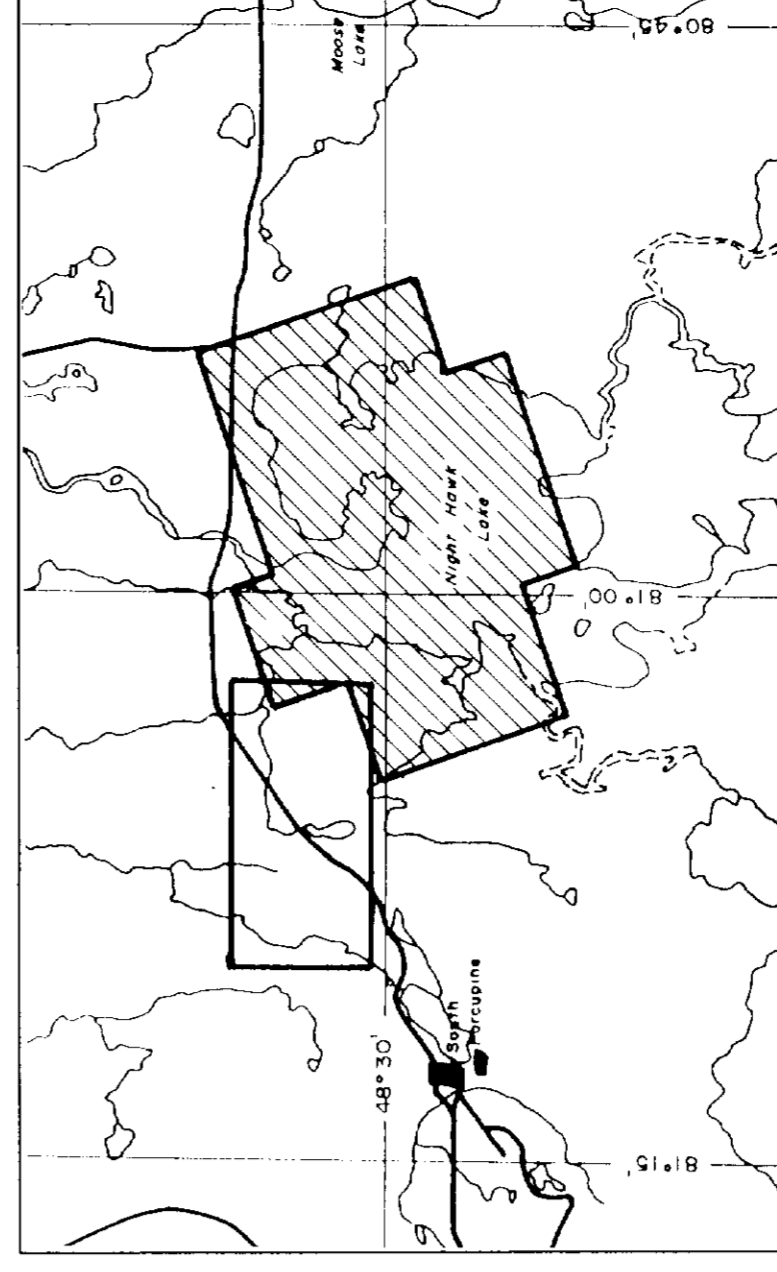 Moose
Lake
80°45'
Night Hawk
Lake
81°00'
48°30'
South
Porcupine
81°15'